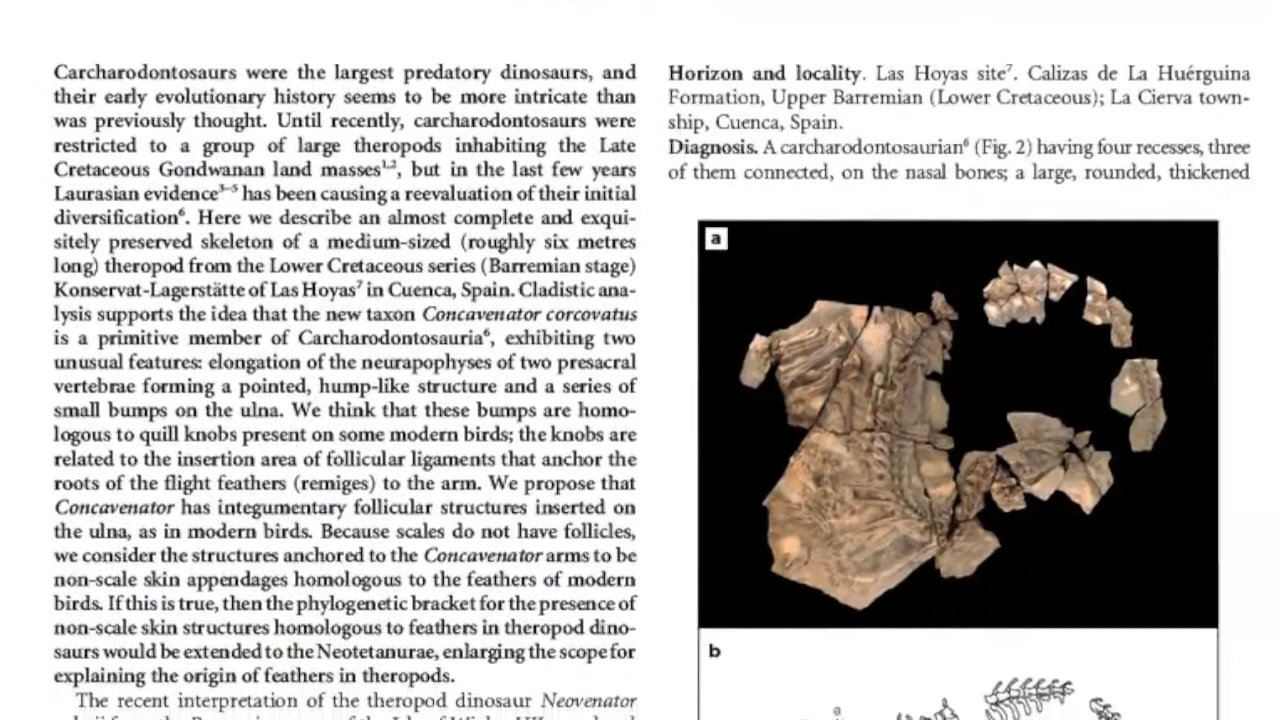 Carcharodontosaurs were the largest predatory dinosaurs, and
their early evolutionary history seems to be more intricate than
was previously thought. Until recently, carcharodontosaurs were
restricted to a group of large theropods inhabiting the Late
Cretaceous Gondwanan land masses1,2, but in the last few years
Laurasian evidence3–5 has been causing a reevaluation of their initial
diversification6. Here we describe an almost complete and exqui-
sitely preserved skeleton of a medium-sized (roughly six metres
long) theropod from the Lower Cretaceous series (Barremian stage)
Konservat-Lagerstätte of Las Hoyas7 in Cuenca, Spain. Cladistic ana-
lysis supports the idea that the new taxon Concavenator corcovatus
is a primitive member of Carcharodontosauria6, exhibiting two
unusual features: elongation of the neurapophyses of two presacral
vertebrae forming a pointed, hump-like structure and a series of
small bumps on the ulna. We think that these bumps are homo-
logous to quill knobs present on some modern birds; the knobs are
related to the insertion area of follicular ligaments that anchor the
roots of the flight feathers (remiges) to the arm. We propose that
Concavenator has integumentary follicular structures inserted on
the ulna, as in modern birds. Because scales do not have follicles,
we consider the structures anchored to the Concavenator arms to be
non-scale skin appendages homologous to the feathers of modern
birds. If this is true, then the phylogenetic bracket for the presence of
non-scale skin structures homologous to feathers in theropod dino-
saurs would be extended to the Neotetanurae, enlarging the scope for
explaining the origin of feathers in theropods.
The recent interpretation of the theropod dinosaur Neovenator
Horizon and locality. Las Hoyas site7. Calizas de La Huérguina
Formation, Upper Barremian (Lower Cretaceous); La Cierva town-
ship, Cuenca, Spain.
Diagnosis. A carcharodontosaurian6 (Fig. 2) having four recesses, three
of them connected, on the nasal bones; a large, rounded, thickened
a
b